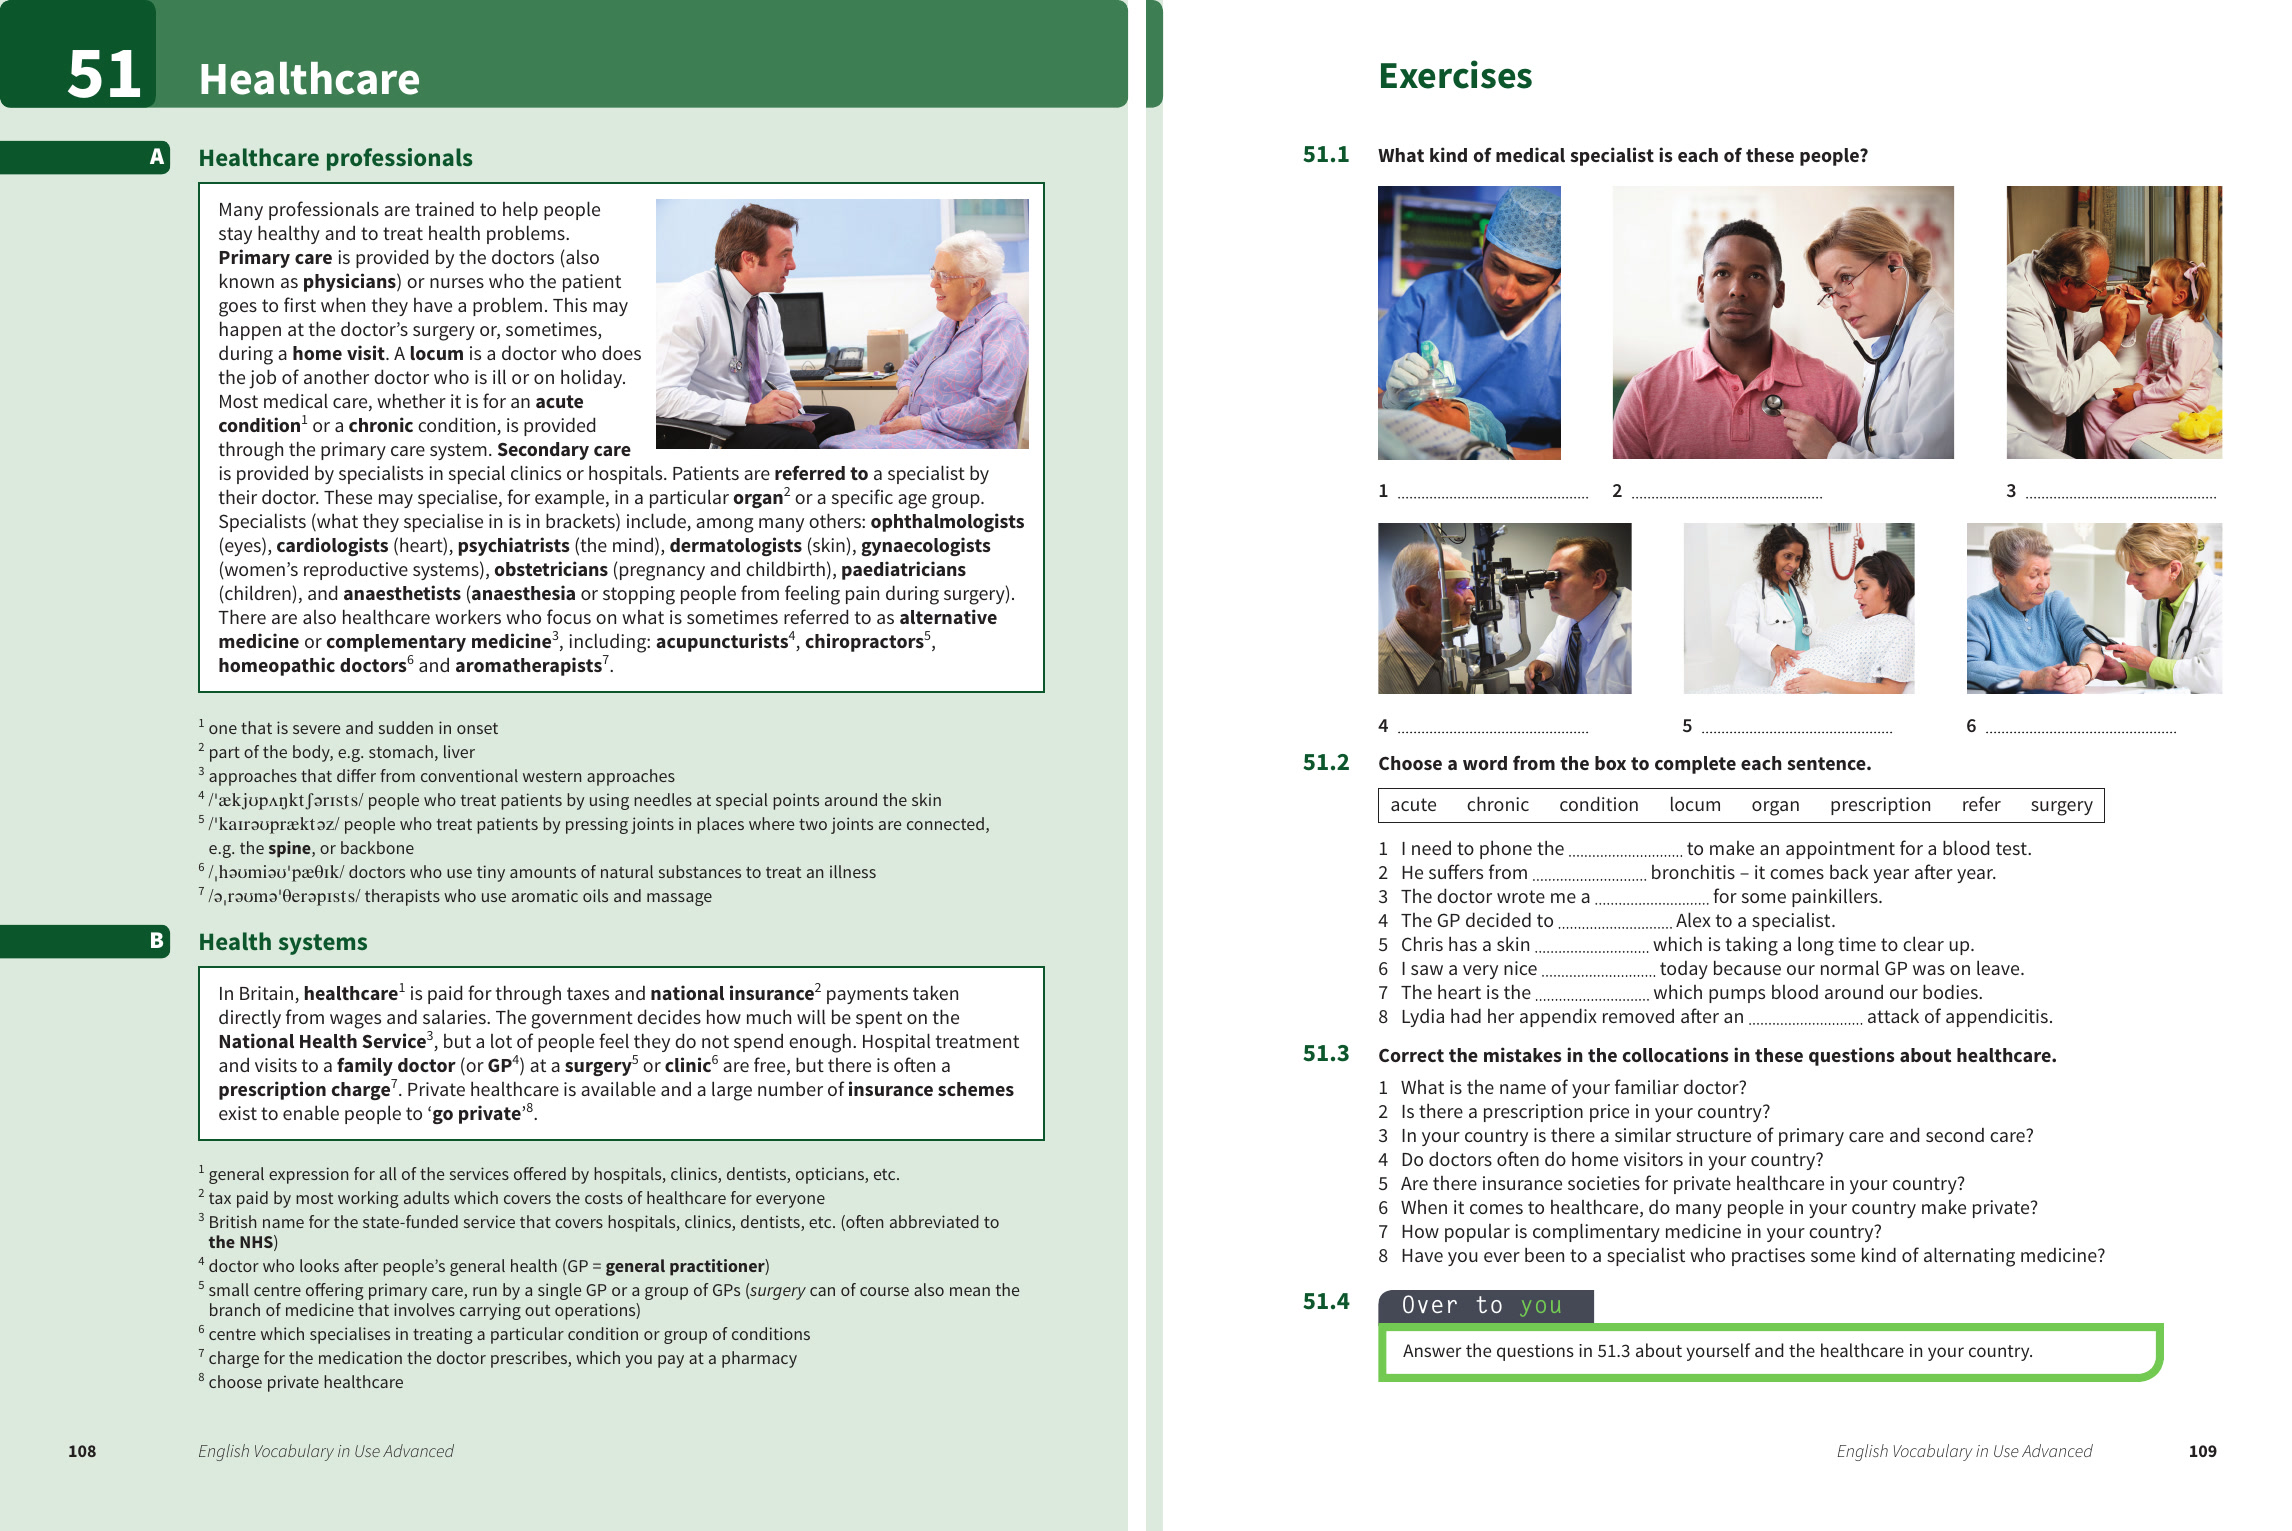 51
Healthcare
A
Healthcare professionals
Many professionals are trained to help people
stay healthy and to treat health problems.
Primary care is provided by the doctors (also
known as physicians) or nurses who the patient
goes to first when they have a problem. This may
happen at the doctor’s surgery or, sometimes,
during a home visit. A locum is a doctor who does
the job of another doctor who is ill or on holiday.
Most medical care, whether it is for an acute
condition1 or a chronic condition, is provided
through the primary care system. Secondary care
is provided by specialists in special clinics or hospitals. Patients are referred to a specialist by
their doctor. These may specialise, for example, in a particular organ2 or a specific age group.
Specialists (what they specialise in is in brackets) include, among many others: ophthalmologists
(eyes), cardiologists (heart), psychiatrists (the mind), dermatologists (skin), gynaecologists
(women’s reproductive systems), obstetricians (pregnancy and childbirth), paediatricians
(children), and anaesthetists (anaesthesia or stopping people from feeling pain during surgery).
There are also healthcare workers who focus on what is sometimes referred to as alternative
medicine or complementary medicine3, including: acupuncturists4, chiropractors5,
homeopathic doctors6 and aromatherapists7.
1 one that is severe and sudden in onset
2 part of the body, e.g. stomach, liver
3 approaches that differ from conventional western approaches
4 /ˈækjʊpʌŋktʃərɪsts/ people who treat patients by using needles at special points around the skin
5 /ˈkaɪrəʊpræktəz/ people who treat patients by pressing joints in places where two joints are connected,
e.g. the spine, or backbone
6 /ˌhəʊmiəʊˈpæθɪk/ doctors who use tiny amounts of natural substances to treat an illness
7 /əˌrəʊməˈθerəpɪsts/ therapists who use aromatic oils and massage
B
Health systems
In Britain, healthcare1 is paid for through taxes and national insurance2 payments taken
directly from wages and salaries. The government decides how much will be spent on the
National Health Service3, but a lot of people feel they do not spend enough. Hospital treatment
and visits to a family doctor (or GP4) at a surgery5 or clinic6 are free, but there is often a
prescription charge7. Private healthcare is available and a large number of insurance schemes
exist to enable people to ‘go private’8.
1 general expression for all of the services offered by hospitals, clinics, dentists, opticians, etc.
2 tax paid by most working adults which covers the costs of healthcare for everyone
3 British name for the state-funded service that covers hospitals, clinics, dentists, etc. (often abbreviated to
the NHS)
4 doctor who looks after people’s general health (GP = general practitioner)
5 small centre offering primary care, run by a single GP or a group of GPs (surgery can of course also mean the
branch of medicine that involves carrying out operations)
6 centre which specialises in treating a particular condition or group of conditions
7 charge for the medication the doctor prescribes, which you pay at a pharmacy
8 choose private healthcare
108
English Vocabulary in Use Advanced
Exercises
51.1 What kind of medical specialist is each of these people?
1 ........................................ 2 ........................................ 3 ........................................
4 ........................................ 5 ........................................ 6 ........................................
51.2 Choose a word from the box to complete each sentence.
acute chronic condition locum organ prescription refer surgery
1 I need to phone the ........................ to make an appointment for a blood test.
2 He suffers from ........................ bronchitis – it comes back year after year.
3 The doctor wrote me a ........................ for some painkillers.
4 The GP decided to ........................ Alex to a specialist.
5 Chris has a skin ........................ which is taking a long time to clear up.
6 I saw a very nice ........................ today because our normal GP was on leave.
7 The heart is the ........................ which pumps blood around our bodies.
8 Lydia had her appendix removed after an ........................ attack of appendicitis.
51.3 Correct the mistakes in the collocations in these questions about healthcare.
1 What is the name of your familiar doctor?
2 Is there a prescription price in your country?
3 In your country is there a similar structure of primary care and second care?
4 Do doctors often do home visitors in your country?
5 Are there insurance societies for private healthcare in your country?
6 When it comes to healthcare, do many people in your country make private?
7 How popular is complimentary medicine in your country?
8 Have you ever been to a specialist who practises some kind of alternating medicine?
51.4 Over to you
Answer the questions in 51.3 about yourself and the healthcare in your country.
English Vocabulary in Use Advanced
109